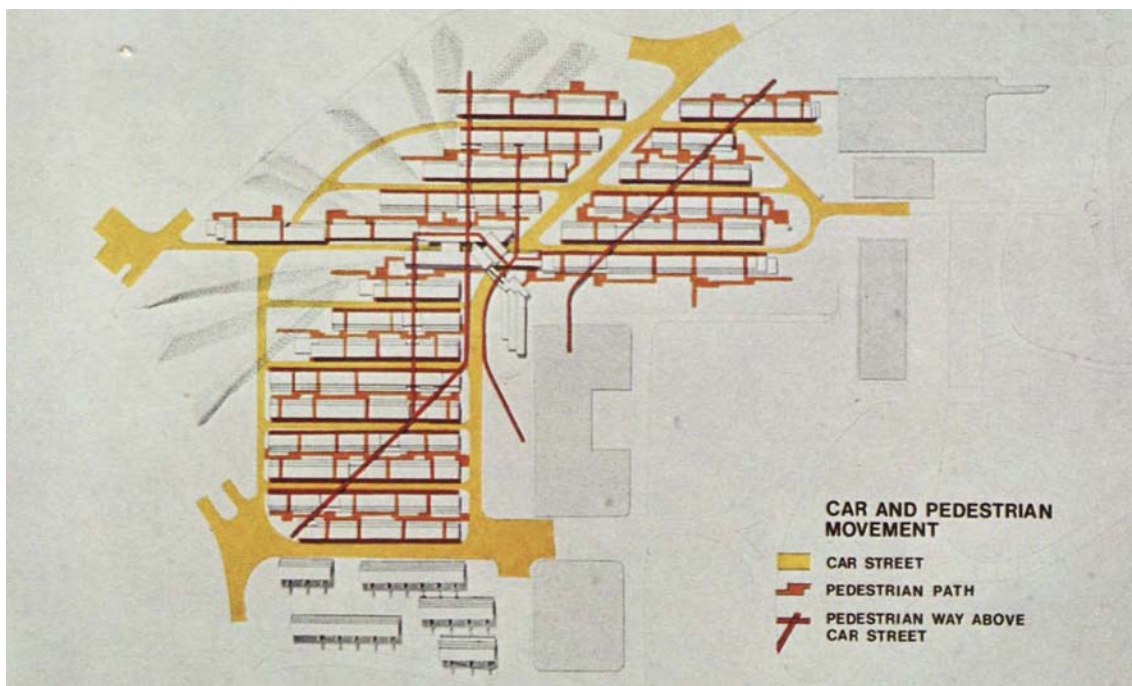 CAR AND PEDESTRIAN
MOVEMENT
CAR STREET
PEDESTRIAN PATH
PEDESTRIAN WAY ABOVE
CAR STREET